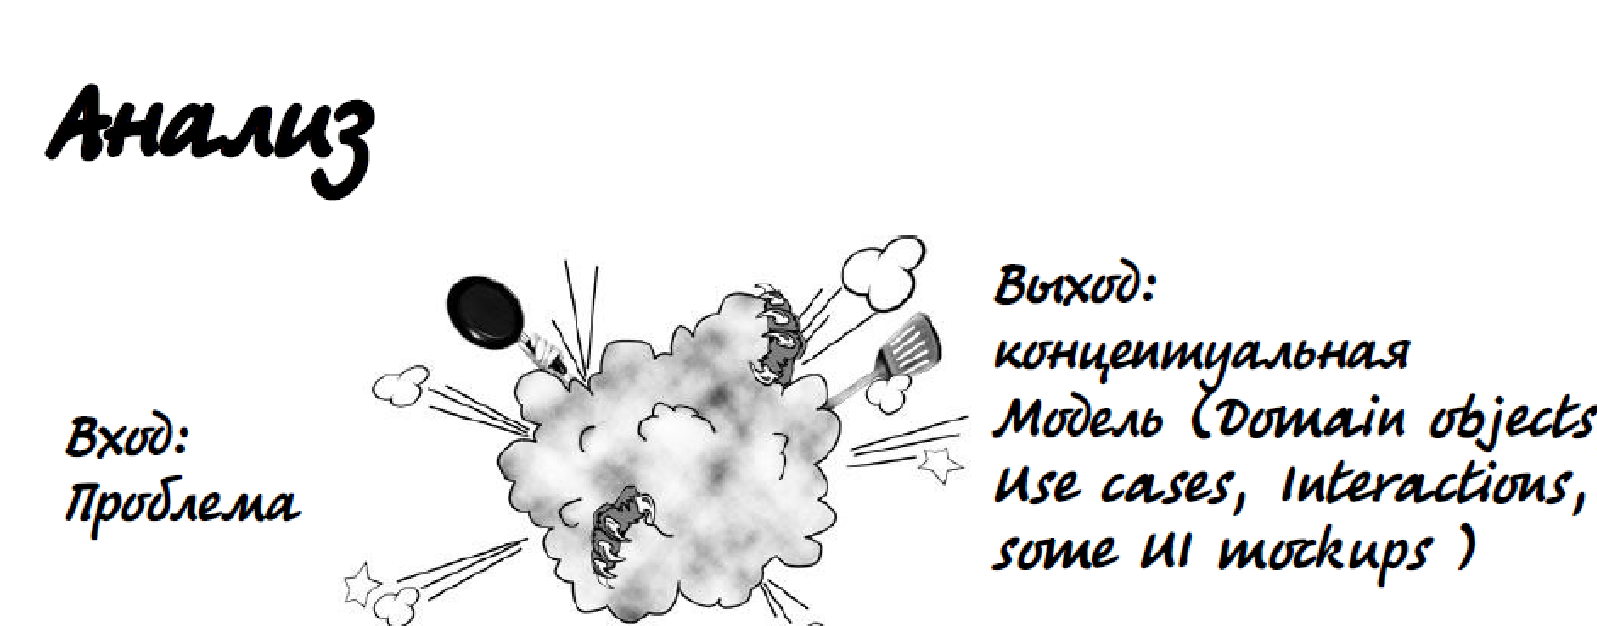 Анализ
Вход:
Проблема
Выход:
концептуальная
Модель (Domain objects
Use cases, Interactions,
some UI mockups )